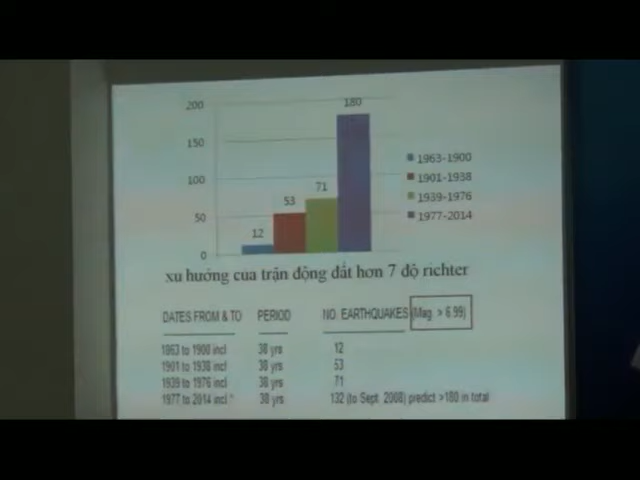 200
180
150
100
50
0
12
53
71
1963-1900
1901-1938
1939-1976
1977-2014
xu hướng của trận động đất hơn 7 độ richter
DATES FROM & TO PERIOD NO. EARTHQUAKES (Mag. > 6.99)
1863 to 1900 incl 38 yrs 12
1901 to 1938 incl 38 yrs 53
1939 to 1976 incl 38 yrs 71
1977 to 2014 incl * 38 yrs 132 (to Sept. 2008) predict >180 in total